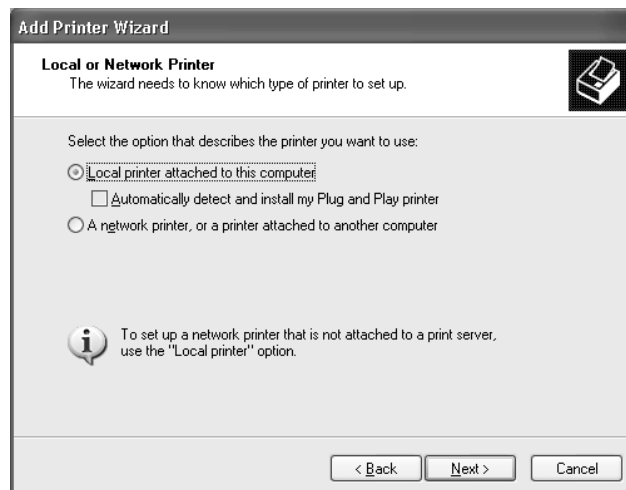 Add Printer Wizard
Local or Network Printer
The wizard needs to know which type of printer to set up.
Select the option that describes the printer you want to use:
Local printer attached to this computer
Automatically detect and install my Plug and Play printer
A network printer, or a printer attached to another computer
To set up a network printer that is not attached to a print server,
use the "Local printer" option.
< Back
Next >
Cancel